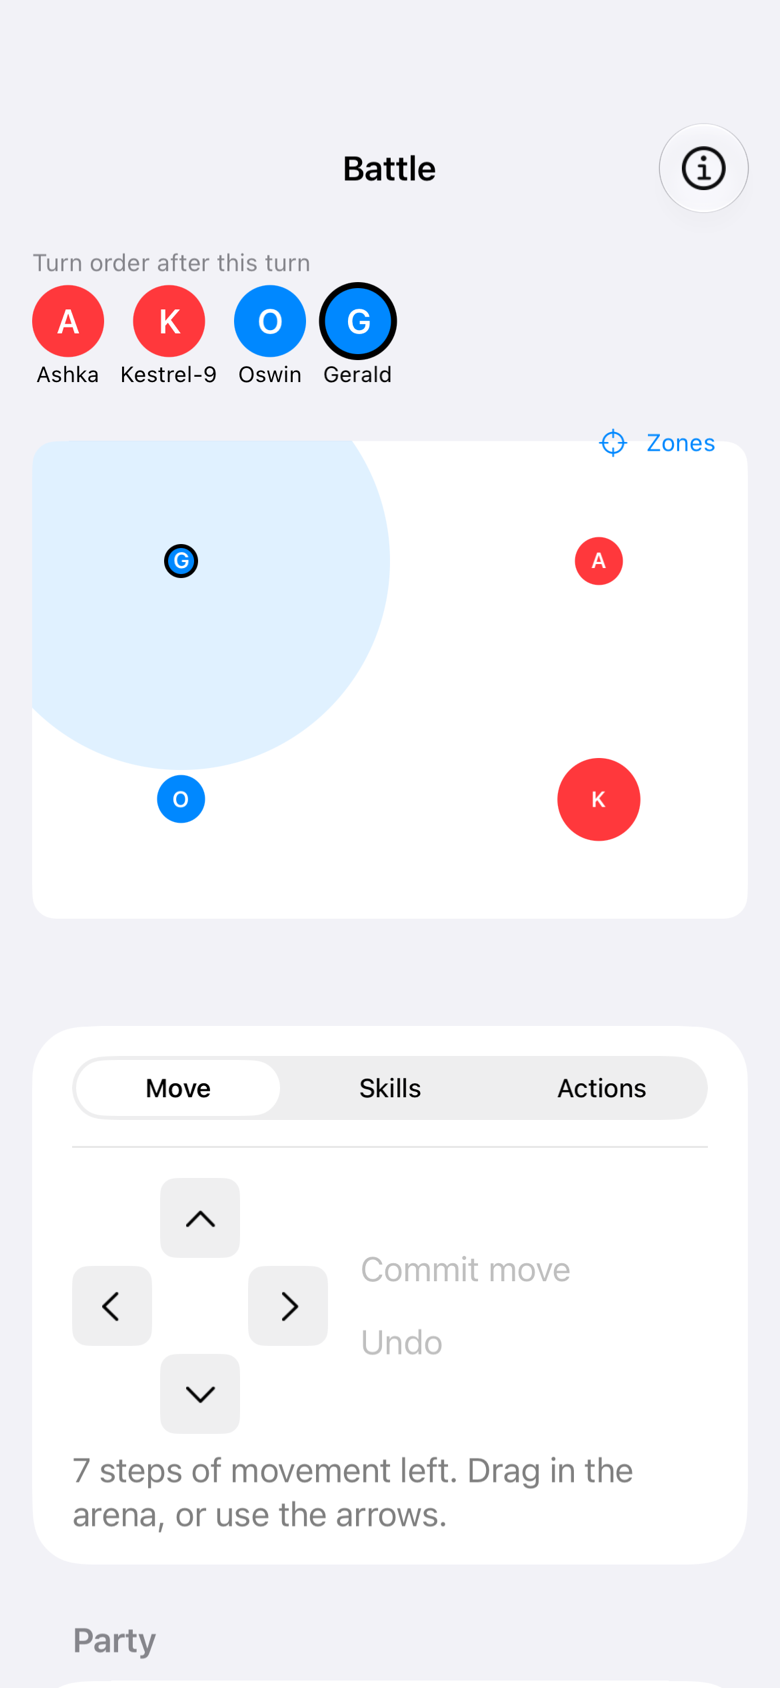 Battle
Turn order after this turn
A K O G
Ashka Kestrel-9 Oswin Gerald
Zones
G A
O K
Move Skills Actions
Commit move
Undo
7 steps of movement left. Drag in the
arena, or use the arrows.
Party